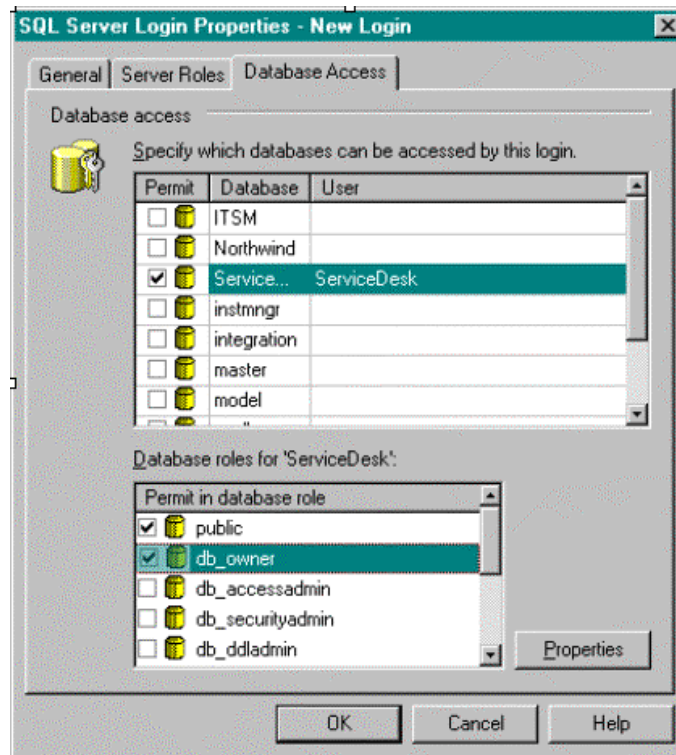 SQL Server Login Properties - New Login
General Server Roles Database Access
Database access
Specify which databases can be accessed by this login.
Permit Database User
ITSM
Northwind
Service... ServiceDesk
instmngr
integration
master
model
Database roles for 'ServiceDesk':
Permit in database role
public
db_owner
db_accessadmin
db_securityadmin
db_ddladmin
Properties
OK Cancel Help